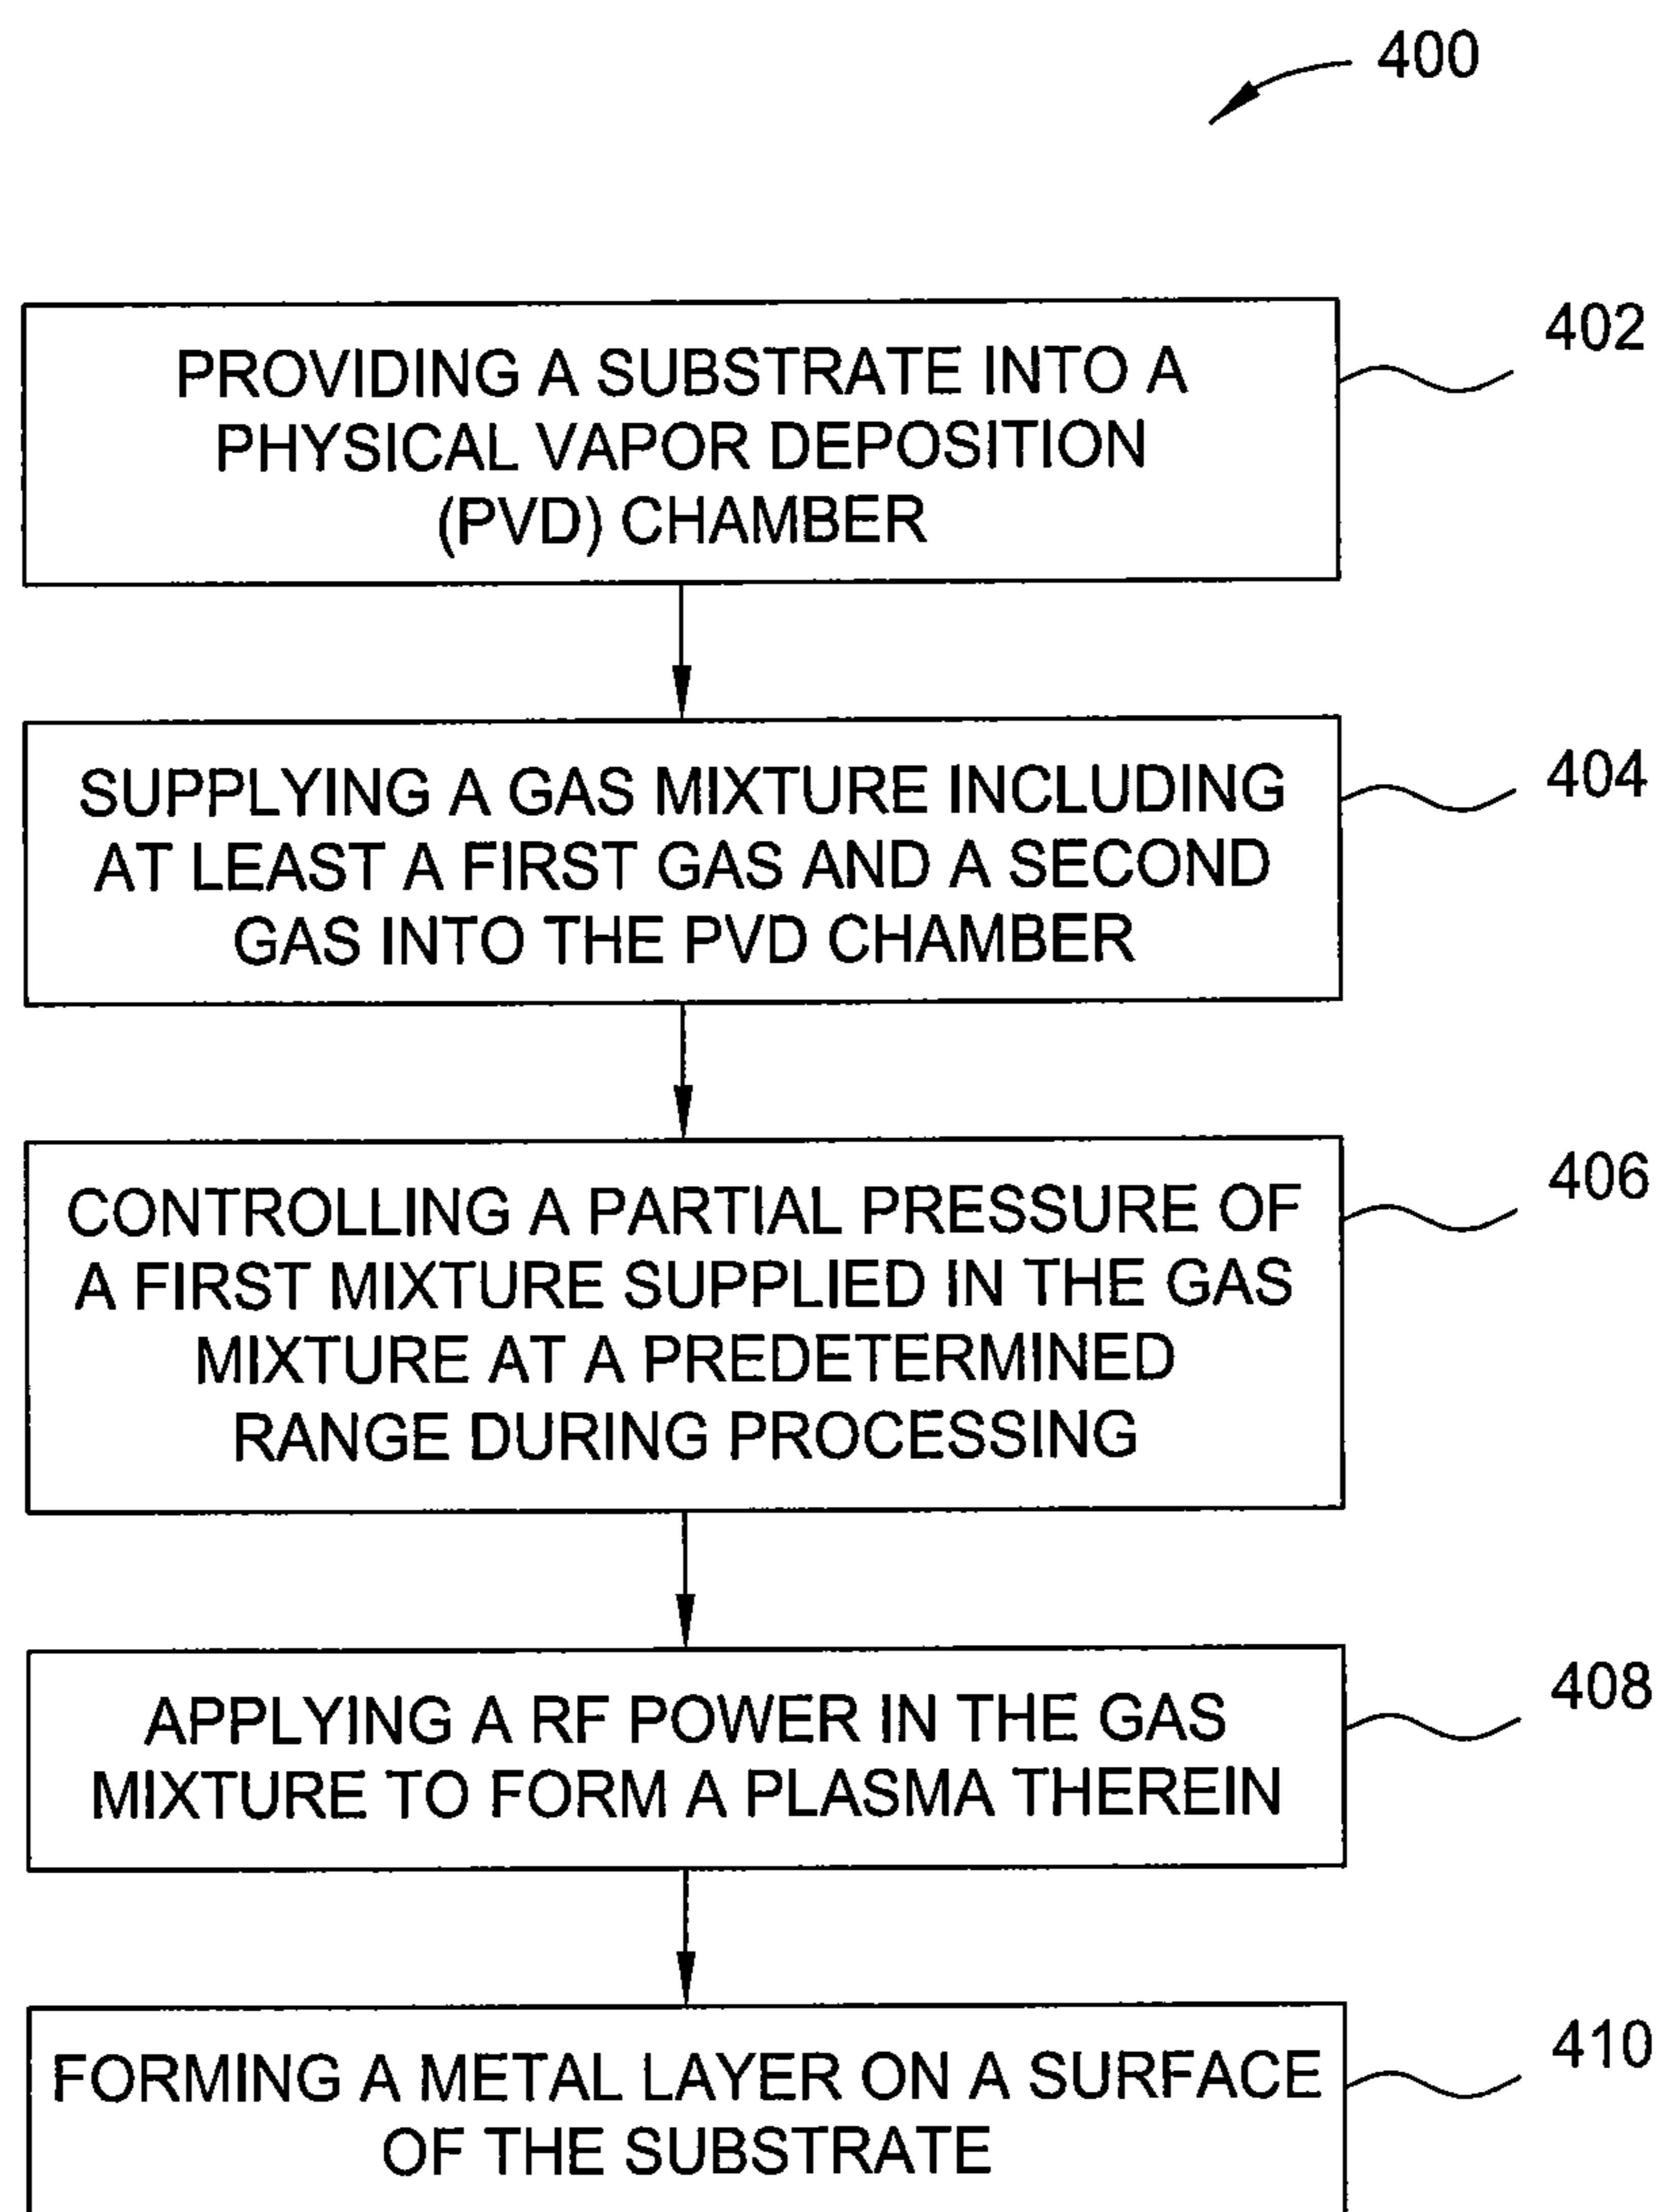 400
PROVIDING A SUBSTRATE INTO A
PHYSICAL VAPOR DEPOSITION
(PVD) CHAMBER
402
SUPPLYING A GAS MIXTURE INCLUDING
AT LEAST A FIRST GAS AND A SECOND
GAS INTO THE PVD CHAMBER
404
CONTROLLING A PARTIAL PRESSURE OF
A FIRST MIXTURE SUPPLIED IN THE GAS
MIXTURE AT A PREDETERMINED
RANGE DURING PROCESSING
406
APPLYING A RF POWER IN THE GAS
MIXTURE TO FORM A PLASMA THEREIN
408
FORMING A METAL LAYER ON A SURFACE
OF THE SUBSTRATE
410